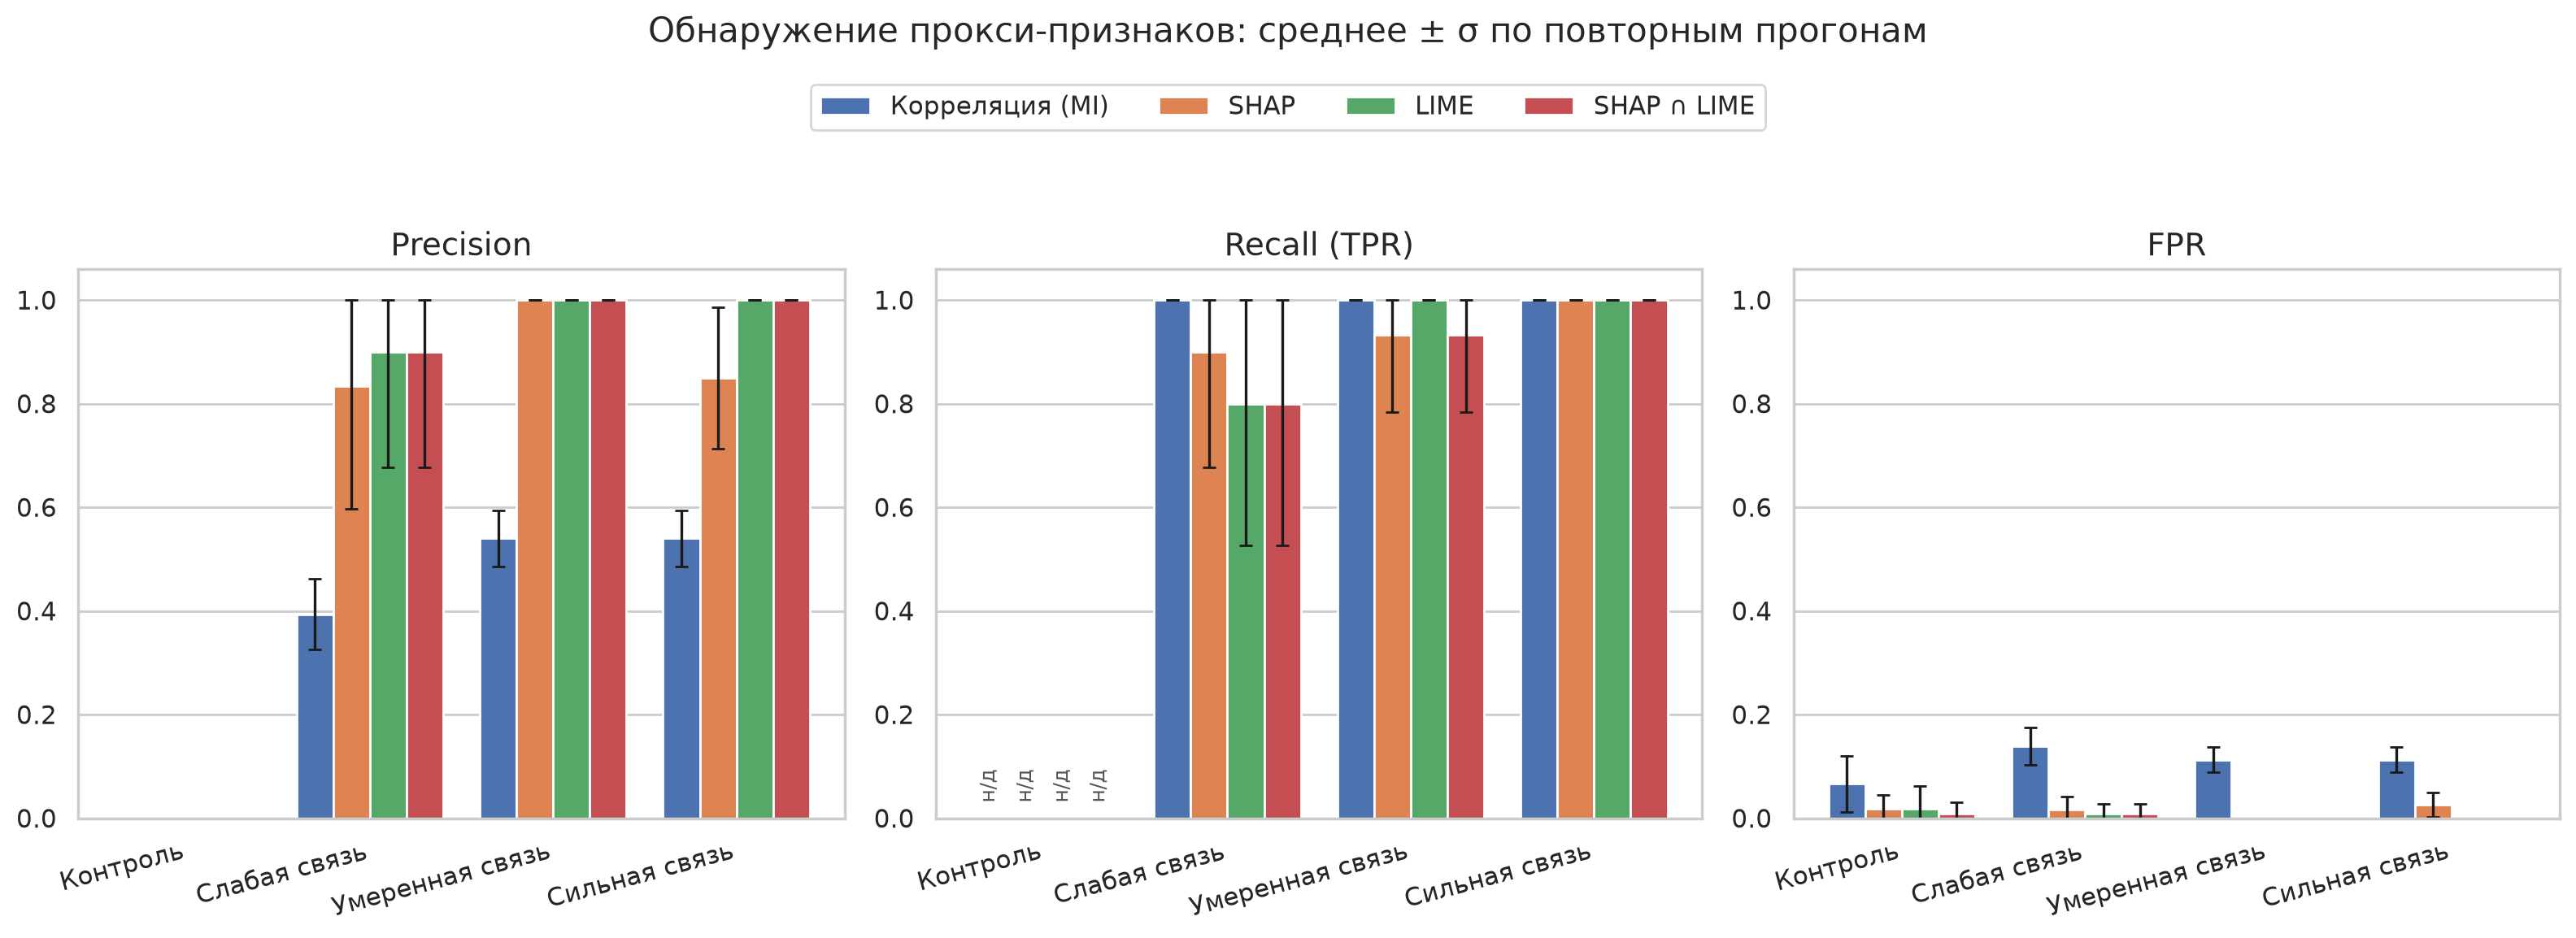 Обнаружение прокси-признаков: среднее ± σ по повторным прогонам
Корреляция (MI) SHAP LIME SHAP ∩ LIME
Precision
1.0
0.8
0.6
0.4
0.2
0.0
Контроль Слабая связь Умеренная связь Сильная связь
Recall (TPR)
1.0
0.8
0.6
0.4
0.2
0.0
н/д н/д н/д н/д
Контроль Слабая связь Умеренная связь Сильная связь
FPR
1.0
0.8
0.6
0.4
0.2
0.0
Контроль Слабая связь Умеренная связь Сильная связь